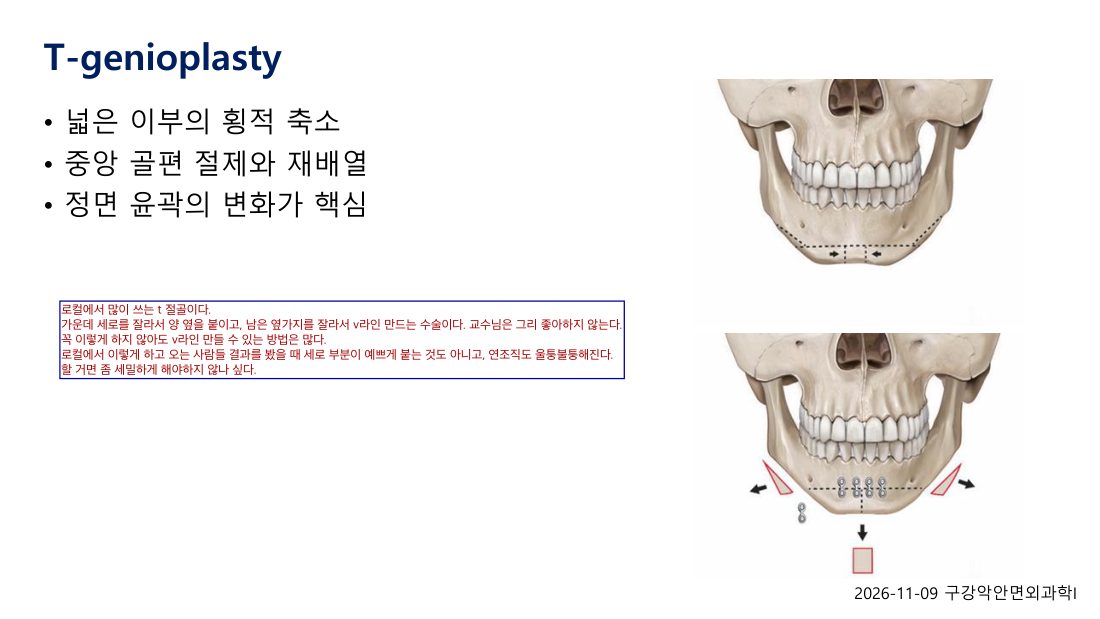 T-genioplasty
• 넓은 이부의 횡적 축소
• 중앙 골편 절제와 재배열
• 정면 윤곽의 변화가 핵심
로컬에서 많이 쓰는 t 절골이다.
가운데 세로를 잘라서 양 옆을 붙이고, 남은 옆가지를 잘라서 v라인 만드는 수술이다. 교수님은 그리 좋아하지 않는다.
꼭 이렇게 하지 않아도 v라인 만들 수 있는 방법은 많다.
로컬에서 이렇게 하고 오는 사람들 결과를 봤을 때 세로 부분이 예쁘게 붙는 것도 아니고, 연조직도 울퉁불퉁해진다.
할 거면 좀 세밀하게 해야하지 않나 싶다.
2026-11-09 구강악안면외과학I